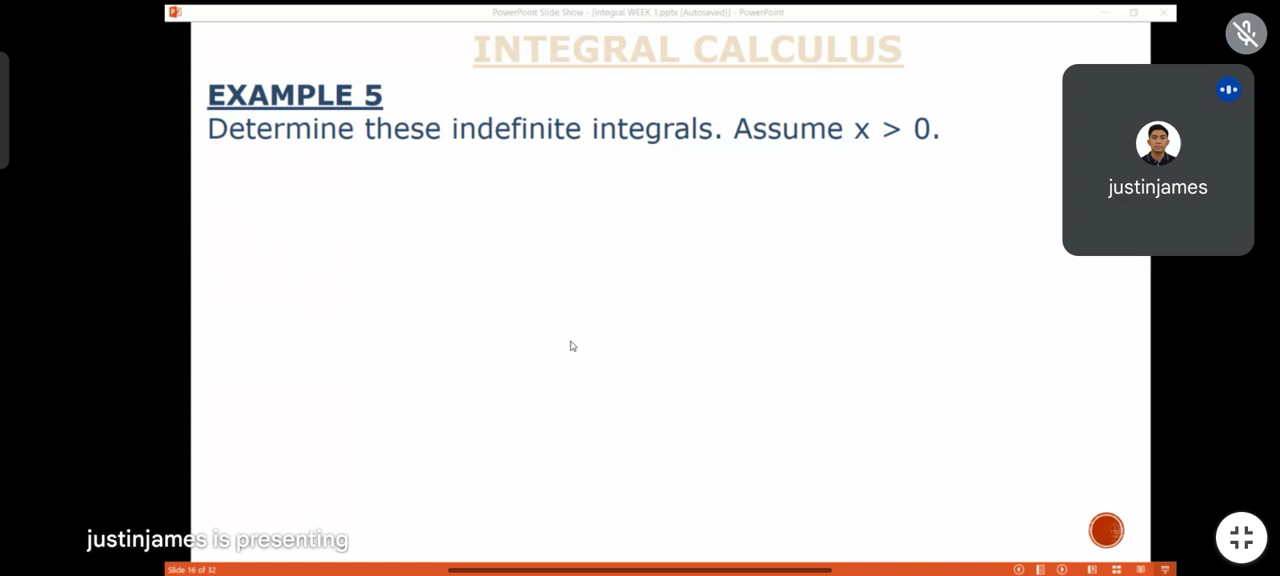 PowerPoint Slide Show - [integral WEEK 1.pptx [Autosaved]] - PowerPoint
INTEGRAL CALCULUS
EXAMPLE 5
Determine these indefinite integrals. Assume x > 0.
justinjames
justinjames is presenting
Slide 16 of 32